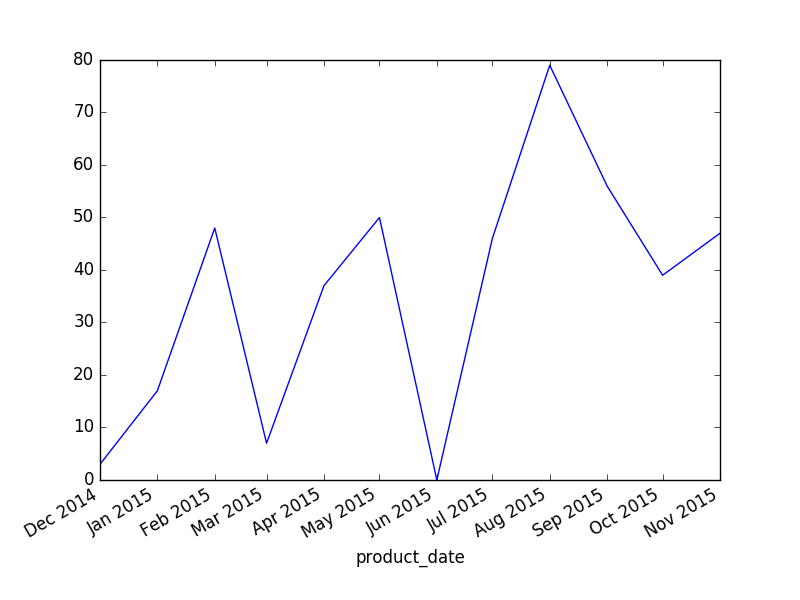 80
70
60
50
40
30
20
10
0
Dec 2014
Jan 2015
Feb 2015
Mar 2015
Apr 2015
May 2015
Jun 2015
Jul 2015
Aug 2015
Sep 2015
Oct 2015
Nov 2015
product_date